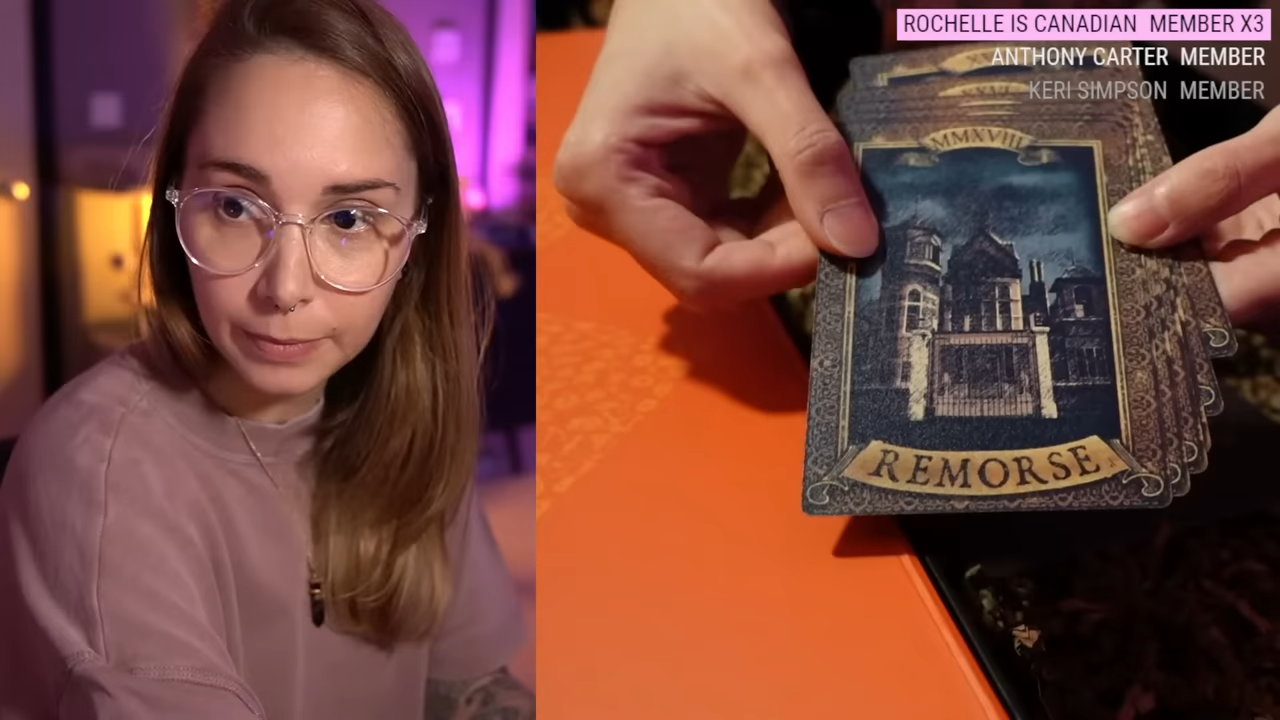 ROCHELLE IS CANADIAN MEMBER X3
ANTHONY CARTER MEMBER
KERI SIMPSON MEMBER
MMXVIII
REMORSE